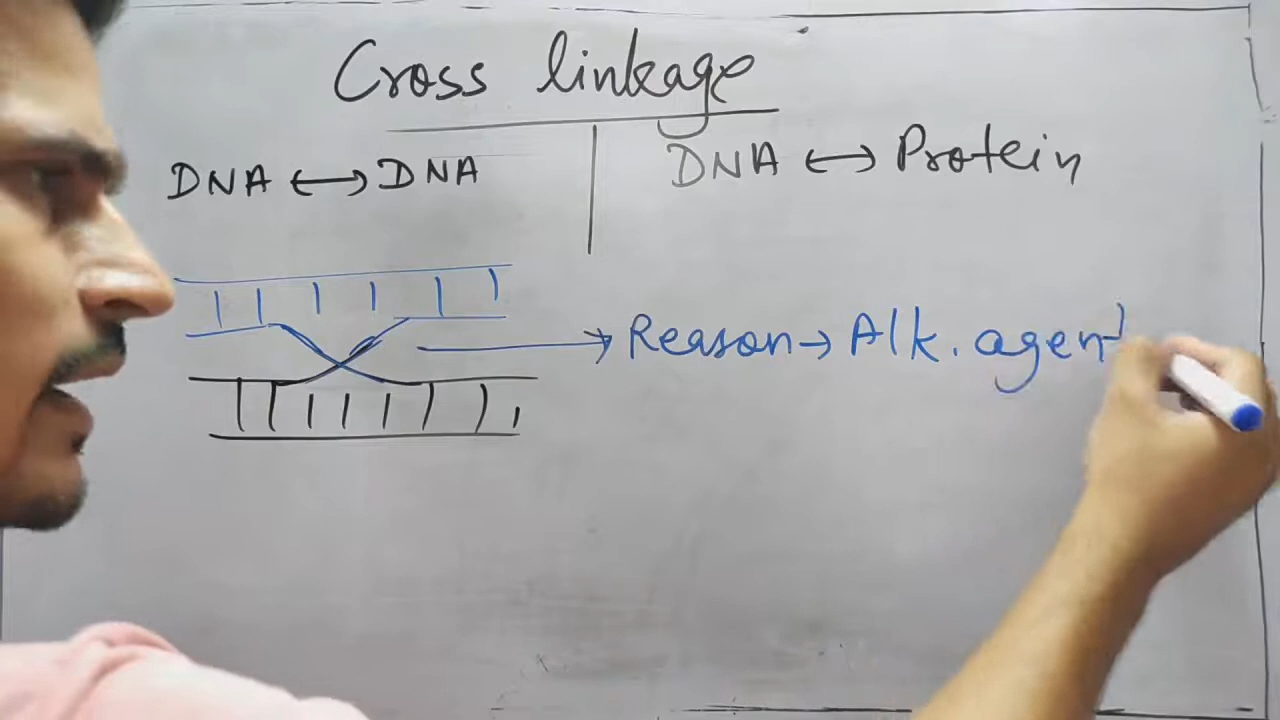 Cross linkage
DNA ↔ DNA
DNA ↔ Protein
→ Reason → Alk. agent